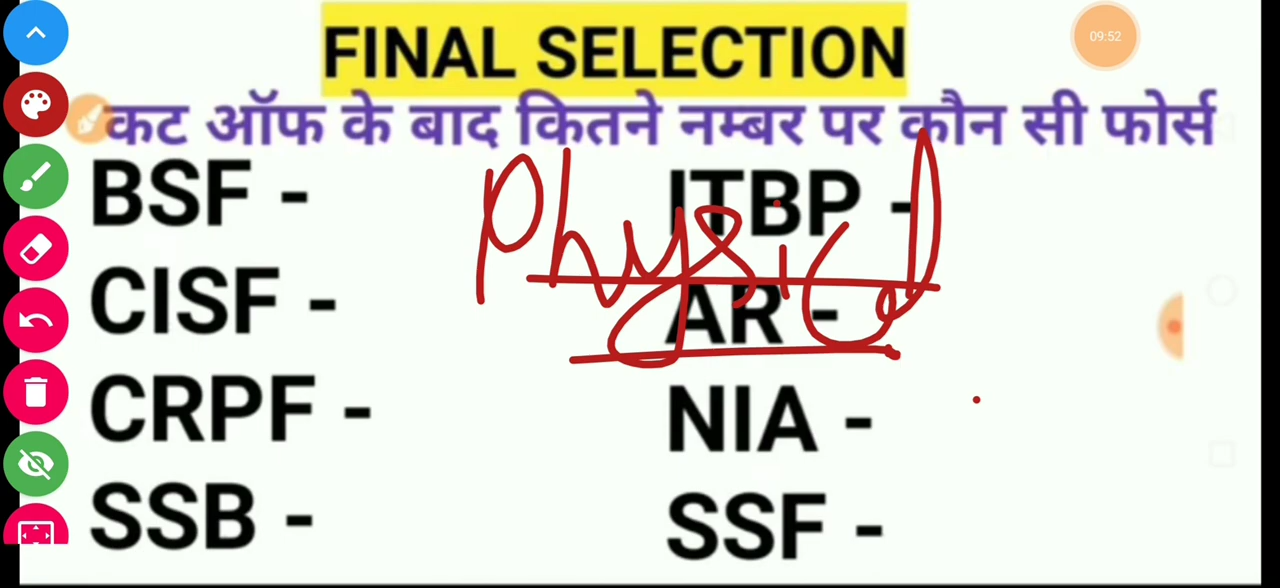 09:52
FINAL SELECTION
कट ऑफ के बाद कितने नम्बर पर कौन सी फोर्स
BSF -
ITBP -
Physical
CISF -
AR -
CRPF -
NIA -
SSB -
SSF -